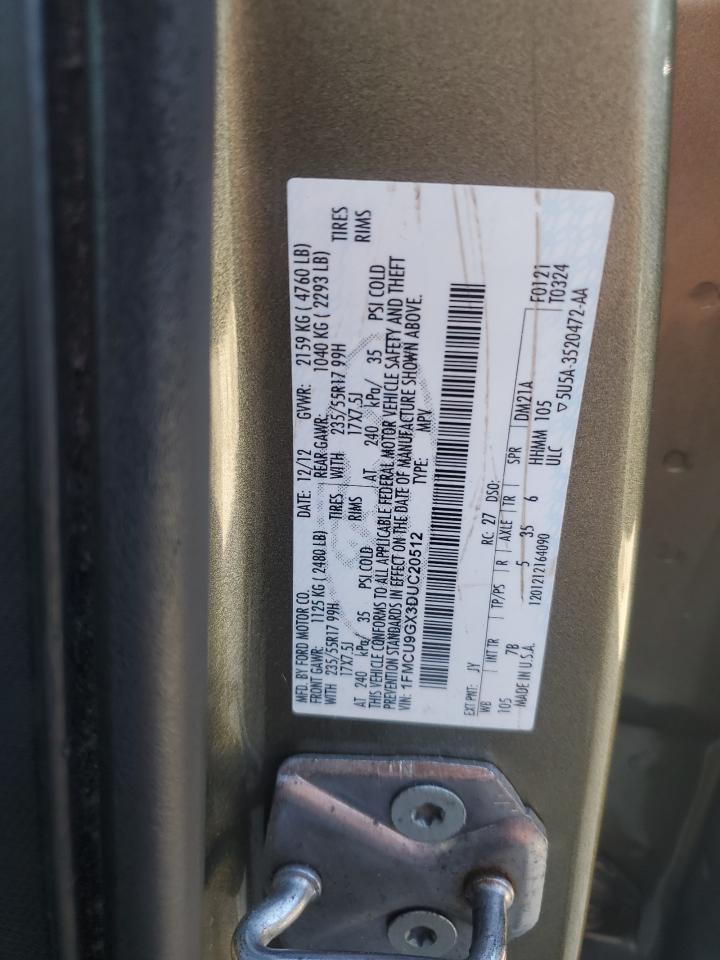 MFD. BY FORD MOTOR CO. DATE: 12/12 GVWR: 2159 KG ( 4760 LB)
FRONT GAWR: 1125 KG ( 2480 LB) REAR GAWR: 1040 KG ( 2293 LB)
WITH 235/55R17 99H TIRES WITH 235/55R17 99H TIRES
17X7.5J RIMS 17X7.5J RIMS
AT 240 kPa/ 35 PSI COLD AT 240 kPa/ 35 PSI COLD
THIS VEHICLE CONFORMS TO ALL APPLICABLE FEDERAL MOTOR VEHICLE SAFETY AND THEFT
PREVENTION STANDARDS IN EFFECT ON THE DATE OF MANUFACTURE SHOWN ABOVE.
VIN: 1FMCU9GX3DUC20512 TYPE: MPV
EXT PNT: JY RC: 27 DSO:
WB INT TR TP/PS R AXLE TR SPR DM21A F0121
105 7B 5 35 6 HHMM 105 T0324
MADE IN U.S.A. 1201212164090 ULC ▽5U5A-3520472-AA